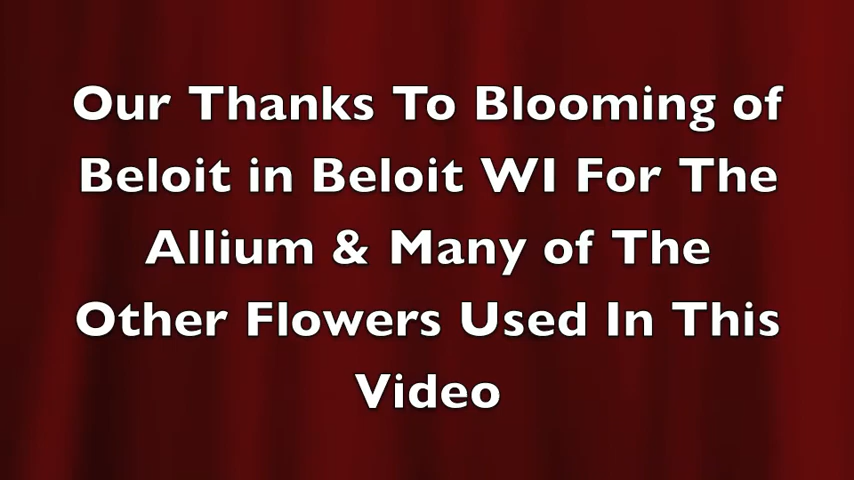 Our Thanks To Blooming of
Beloit in Beloit WI For The
Allium & Many of The
Other Flowers Used In This
Video